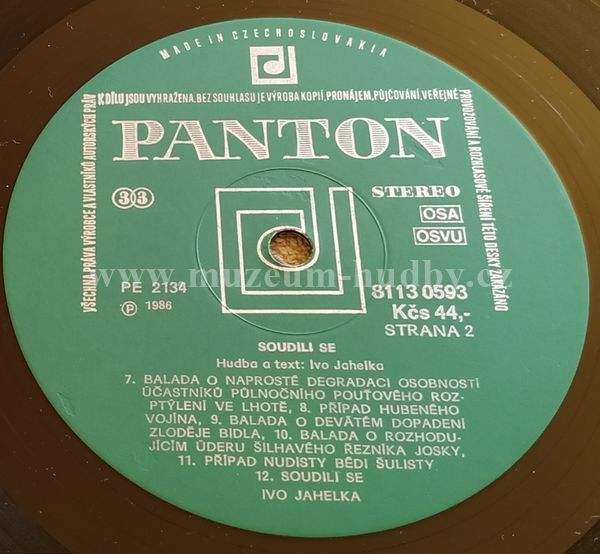 MADE IN CZECHOSLOVAKIA
VŠECHNA PRÁVA VÝROBCE A VLASTNÍKŮ AUTORSKÝCH PRÁV
K DÍLU JSOU VYHRAŽENA. BEZ SOUHLASU JE VÝROBA KOPIÍ, PRONÁJEM, PŮJČOVÁNÍ, VEŘEJNÉ
PROVOZOVÁNÍ A ROZHLASOVÉ ŠÍŘENÍ TÉTO DESKY ZAKÁZÁNO
PANTON
33
STEREO
OSA
OSVU
www.muzeum-hudby.cz
PE 2134
℗ 1986
8113 0593
Kčs 44,-
STRANA 2
SOUDILI SE
Hudba a text: Ivo Jahelka
7. BALADA O NAPROSTÉ DEGRADACI OSOBNOSTÍ
ÚČASTNÍKŮ PŮLNOČNÍHO POUŤOVÉHO ROZ-
PTÝLENÍ VE LHOTĚ, 8. PŘÍPAD HUBENÉHO
VOJÍNA, 9. BALADA O DEVÁTÉM DOPADENÍ
ZLODĚJE BIDLA, 10. BALADA O ROZHODU-
JÍCÍM ÚDERU ŠILHAVÉHO ŘEZNÍKA JOSKY,
11. PŘÍPAD NUDISTY BĚDI ŠULISTY
12. SOUDILI SE
IVO JAHELKA